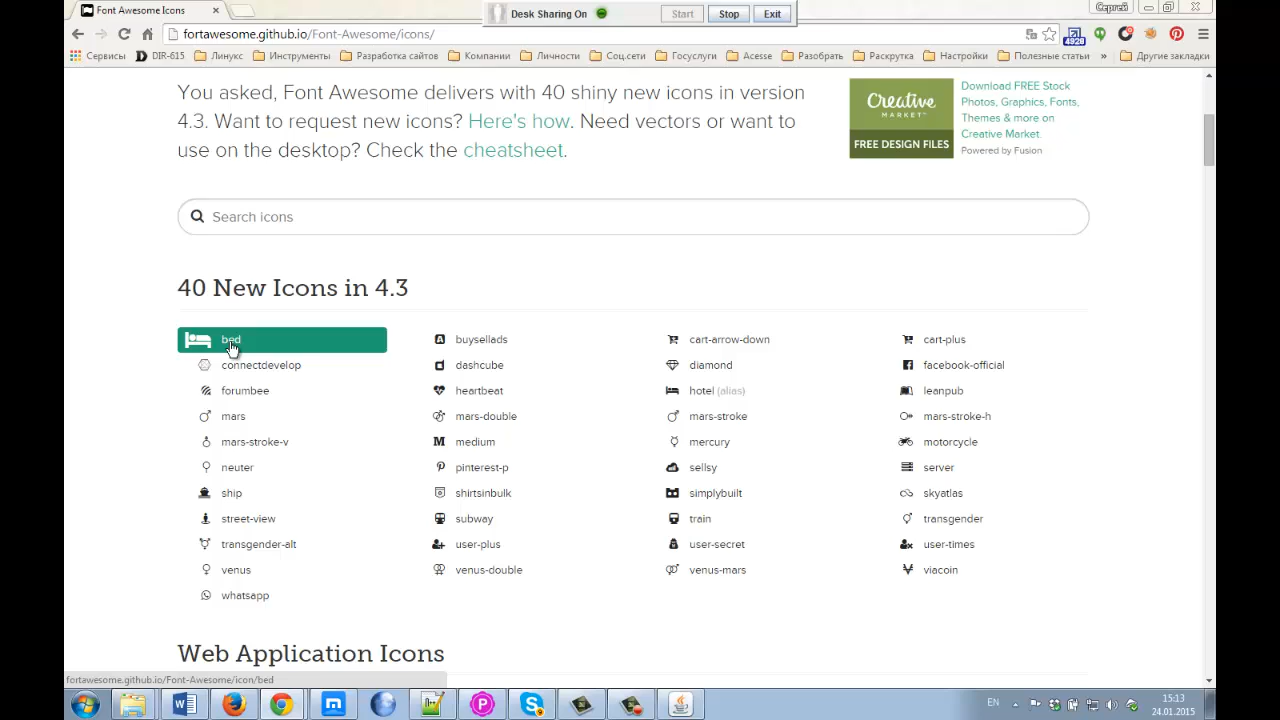 Font Awesome Icons
Desk Sharing On
Start
Stop
Exit
Сергей
fortawesome.github.io/Font-Awesome/icons/
4928
Сервисы
DIR-615
Линукс
Инструменты
Разработка сайтов
Компании
Личности
Соц.сети
Госуслуги
Acesse
Разобрать
Раскрутка
Настройки
Полезные статьи
»
Другие закладки
You asked, Font Awesome delivers with 40 shiny new icons in version
4.3. Want to request new icons? Here's how. Need vectors or want to
use on the desktop? Check the cheatsheet.
Creative
MARKET
FREE DESIGN FILES
Download FREE Stock
Photos, Graphics, Fonts,
Themes & more on
Creative Market.
Powered by Fusion
Search icons
40 New Icons in 4.3
bed buysellads cart-arrow-down cart-plus
connectdevelop dashcube diamond facebook-official
forumbee heartbeat hotel (alias) leanpub
mars mars-double mars-stroke mars-stroke-h
mars-stroke-v medium mercury motorcycle
neuter pinterest-p sellsy server
ship shirtsinbulk simplybuilt skyatlas
street-view subway train transgender
transgender-alt user-plus user-secret user-times
venus venus-double venus-mars viacoin
whatsapp
Web Application Icons
fortawesome.github.io/Font-Awesome/icon/bed
EN
15:13
24.01.2015